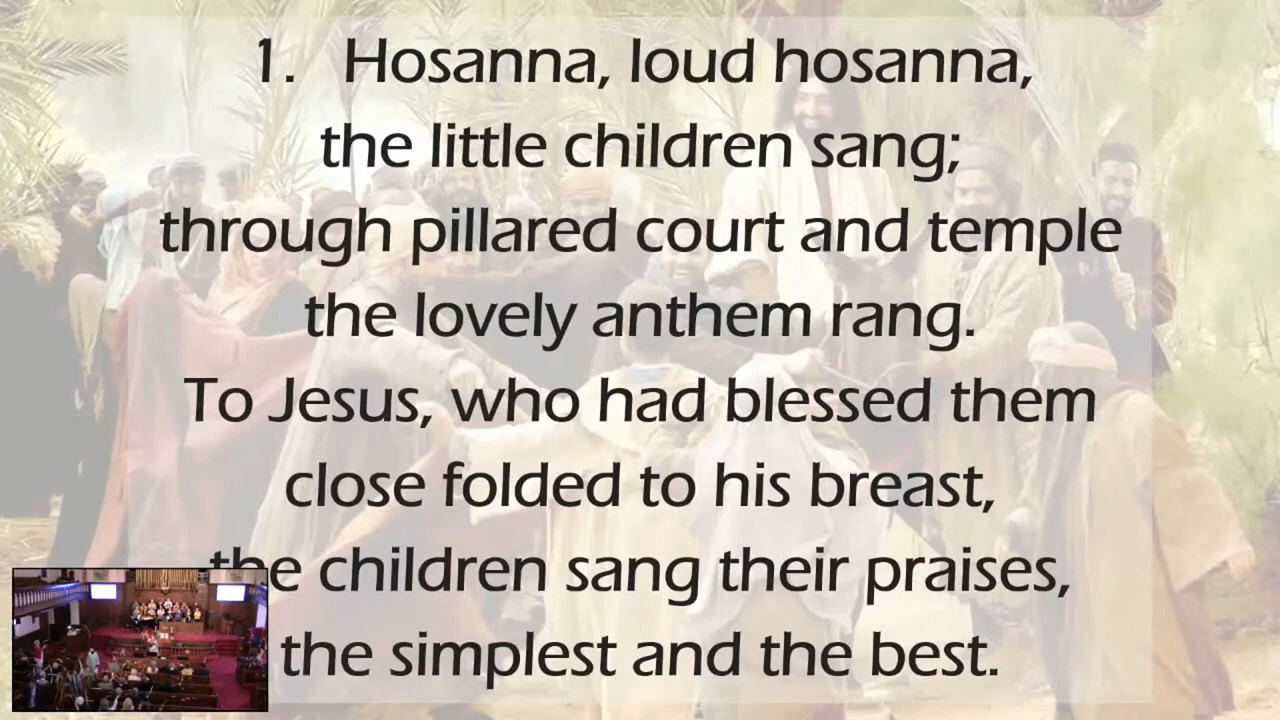 1. Hosanna, loud hosanna,
the little children sang;
through pillared court and temple
the lovely anthem rang.
To Jesus, who had blessed them
close folded to his breast,
the children sang their praises,
the simplest and the best.